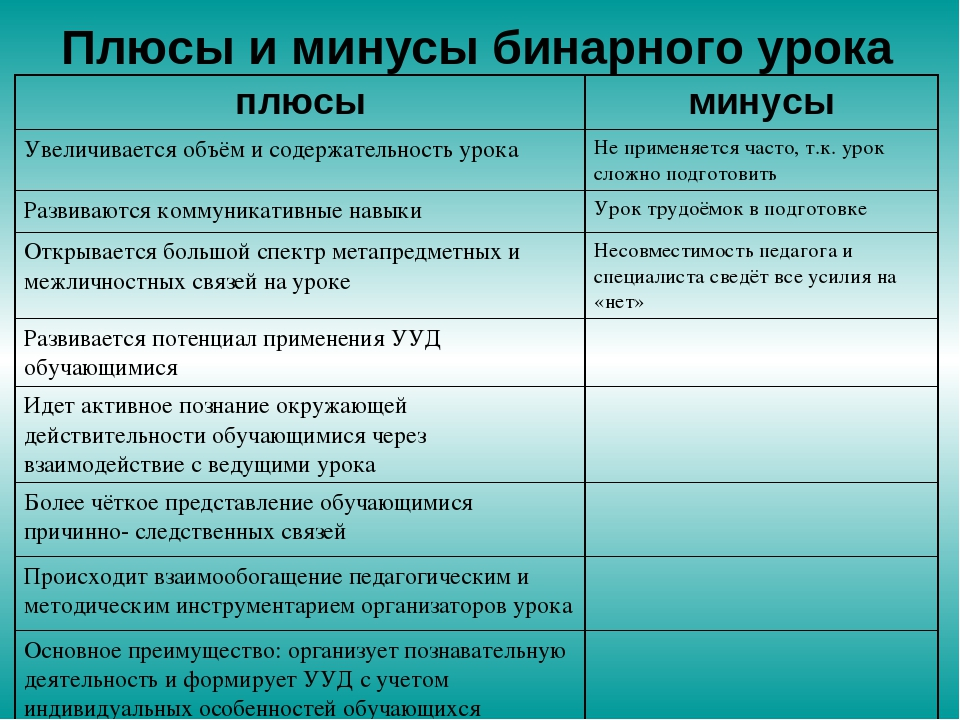 Плюсы и минусы бинарного урока
плюсы
минусы
Увеличивается объём и содержательность урока
Не применяется часто, т.к. урок
сложно подготовить
Развиваются коммуникативные навыки
Урок трудоёмок в подготовке
Открывается большой спектр метапредметных и
межличностных связей на уроке
Несовместимость педагога и
специалиста сведёт все усилия на
«нет»
Развивается потенциал применения УУД
обучающимися
Идет активное познание окружающей
действительности обучающимися через
взаимодействие с ведущими урока
Более чёткое представление обучающимися
причинно- следственных связей
Происходит взаимообогащение педагогическим и
методическим инструментарием организаторов урока
Основное преимущество: организует познавательную
деятельность и формирует УУД с учетом
индивидуальных особенностей обучающихся